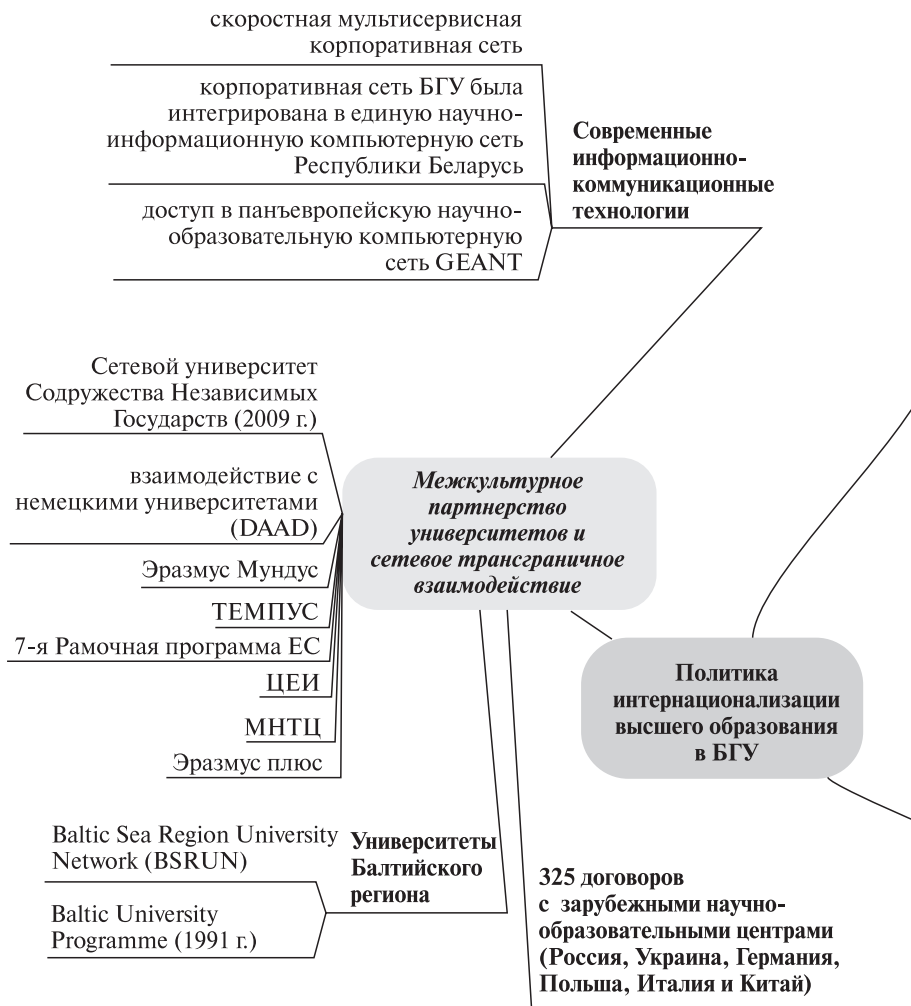 скоростная мультисервисная
корпоративная сеть
корпоративная сеть БГУ была
интегрирована в единую научно-
информационную компьютерную сеть
Республики Беларусь
доступ в панъевропейскую научно-
образовательную компьютерную
сеть GEANT
Современные
информационно-
коммуникационные
технологии
Сетевой университет
Содружества Независимых
Государств (2009 г.)
взаимодействие с
немецкими университетами
(DAAD)
Эразмус Мундус
ТЕМПУС
7-я Рамочная программа ЕС
ЦЕИ
МНТЦ
Эразмус плюс
Межкультурное
партнерство
университетов и
сетевое трансграничное
взаимодействие
Политика
интернационализации
высшего образования
в БГУ
Baltic Sea Region University
Network (BSRUN)
Baltic University
Programme (1991 г.)
Университеты
Балтийского
региона
325 договоров
с зарубежными научно-
образовательными центрами
(Россия, Украина, Германия,
Польша, Италия и Китай)